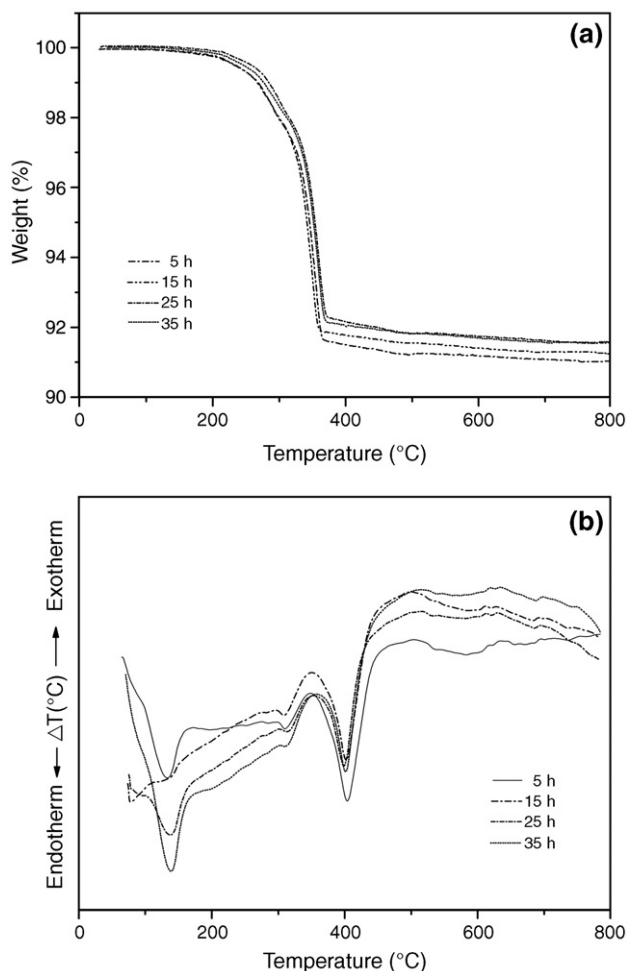 (a)
100
98
96
94
92
90
Weight (%)
5 h
15 h
25 h
35 h
0
200
400
600
800
Temperature (°C)
(b)
Endotherm ← ΔT(°C) → Exotherm
5 h
15 h
25 h
35 h
0
200
400
600
800
Temperature (°C)